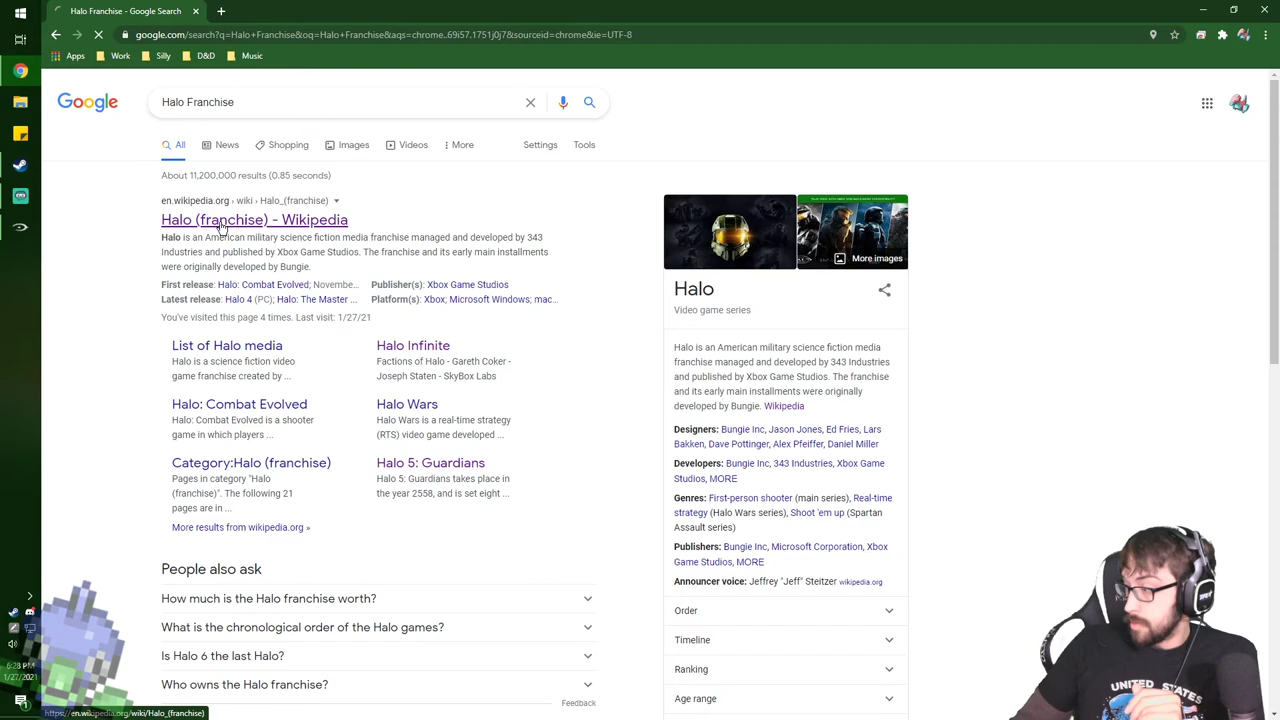 Halo Franchise - Google Search
google.com/search?q=Halo+Franchise&oq=Halo+Franchise&aqs=chrome..69i57.1751j0j7&sourceid=chrome&ie=UTF-8
Apps Work Silly D&D Music
Google
Halo Franchise
All News Shopping Images Videos More Settings Tools
About 11,200,000 results (0.85 seconds)
en.wikipedia.org › wiki › Halo_(franchise)
Halo (franchise) - Wikipedia
Halo is an American military science fiction media franchise managed and developed by 343
Industries and published by Xbox Game Studios. The franchise and its early main installments
were originally developed by Bungie.
First release: Halo: Combat Evolved; Novembe... Publisher(s): Xbox Game Studios
Latest release: Halo 4 (PC); Halo: The Master ... Platform(s): Xbox; Microsoft Windows; mac...
You've visited this page 4 times. Last visit: 1/27/21
List of Halo media
Halo is a science fiction video
game franchise created by ...
Halo Infinite
Factions of Halo - Gareth Coker -
Joseph Staten - SkyBox Labs
Halo: Combat Evolved
Halo: Combat Evolved is a shooter
game in which players ...
Halo Wars
Halo Wars is a real-time strategy
(RTS) video game developed ...
Category:Halo (franchise)
Pages in category "Halo
(franchise)". The following 21
pages are in ...
Halo 5: Guardians
Halo 5: Guardians takes place in
the year 2558, and is set eight ...
More results from wikipedia.org »
People also ask
How much is the Halo franchise worth?
What is the chronological order of the Halo games?
Is Halo 6 the last Halo?
Who owns the Halo franchise?
Feedback
More images
Halo
Video game series
Halo is an American military science fiction media
franchise managed and developed by 343 Industries
and published by Xbox Game Studios. The franchise
and its early main installments were originally
developed by Bungie. Wikipedia
Designers: Bungie Inc, Jason Jones, Ed Fries, Lars
Bakken, Dave Pottinger, Alex Pfeiffer, Daniel Miller
Developers: Bungie Inc, 343 Industries, Xbox Game
Studios, MORE
Genres: First-person shooter (main series), Real-time
strategy (Halo Wars series), Shoot 'em up (Spartan
Assault series)
Publishers: Bungie Inc, Microsoft Corporation, Xbox
Game Studios, MORE
Announcer voice: Jeffrey "Jeff" Steitzer wikipedia.org
Order
Timeline
Ranking
Age range
6:28 PM
1/27/2021
https://en.wikipedia.org/wiki/Halo_(franchise)
UNITED STATES